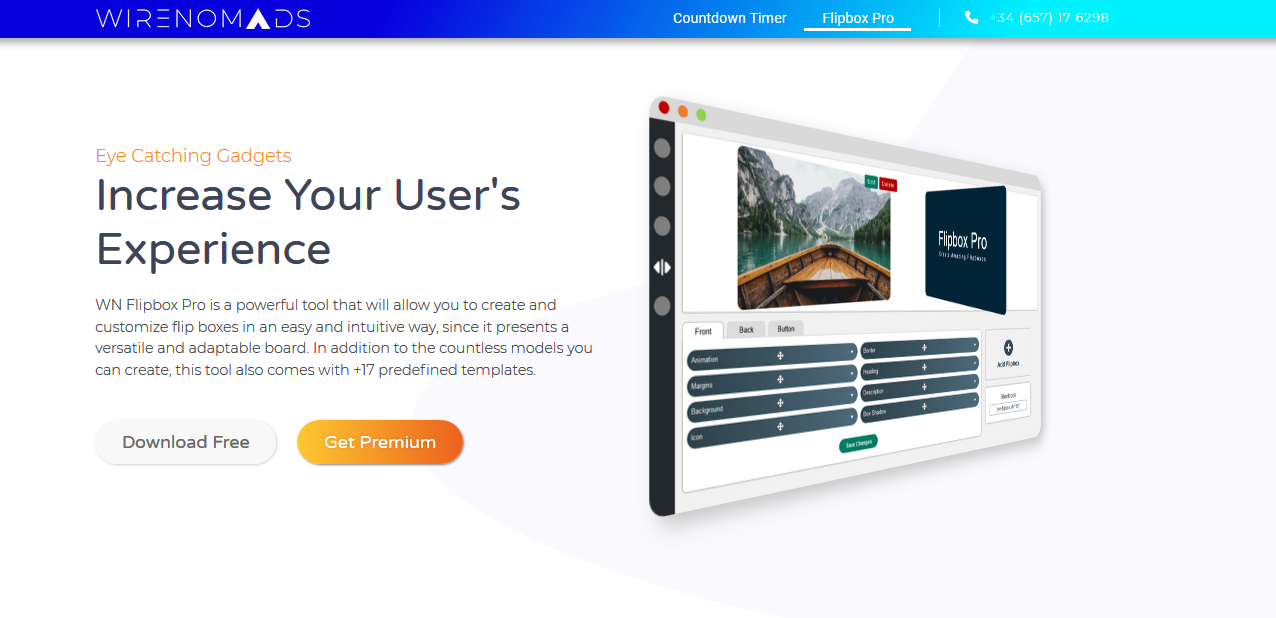 WIRENOMADS
Countdown Timer
Flipbox Pro
+34 (657) 17 6298
Eye Catching Gadgets
Increase Your User's
Experience
WN Flipbox Pro is a powerful tool that will allow you to create and
customize flip boxes in an easy and intuitive way, since it presents a
versatile and adaptable board. In addition to the countless models you
can create, this tool also comes with +17 predefined templates.
Download Free
Get Premium
Edit
Delete
Flipbox Pro
Create Amazing Flipboxes
Front
Back
Button
Animation
Margins
Background
Icon
Border
Heading
Description
Box Shadow
Save Changes
Add Flipbox
Shortcode